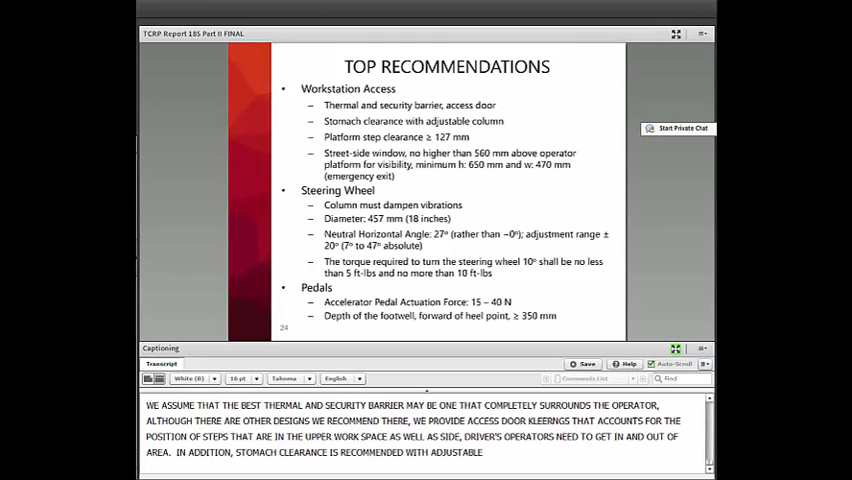 TCRP Report 185 Part II FINAL
TOP RECOMMENDATIONS
• Workstation Access
– Thermal and security barrier, access door
– Stomach clearance with adjustable column
– Platform step clearance ≥ 127 mm
– Street-side window, no higher than 560 mm above operator
platform for visibility, minimum h: 650 mm and w: 470 mm
(emergency exit)
• Steering Wheel
– Column must dampen vibrations
– Diameter: 457 mm (18 inches)
– Neutral Horizontal Angle: 27° (rather than ~0°); adjustment range ±
20° (7° to 47° absolute)
– The torque required to turn the steering wheel 10° shall be no less
than 5 ft-lbs and no more than 10 ft-lbs
• Pedals
– Accelerator Pedal Actuation Force: 15 – 40 N
– Depth of the footwell, forward of heel point, ≥ 350 mm
24
Start Private Chat
Captioning
Transcript
Save
Help
Auto-Scroll
White (B)
16 pt
Tahoma
English
Comments List
Find
WE ASSUME THAT THE BEST THERMAL AND SECURITY BARRIER MAY BE ONE THAT COMPLETELY SURROUNDS THE OPERATOR,
ALTHOUGH THERE ARE OTHER DESIGNS WE RECOMMEND THERE, WE PROVIDE ACCESS DOOR KLEERNGS THAT ACCOUNTS FOR THE
POSITION OF STEPS THAT ARE IN THE UPPER WORK SPACE AS WELL AS SIDE, DRIVER'S OPERATORS NEED TO GET IN AND OUT OF
AREA. IN ADDITION, STOMACH CLEARANCE IS RECOMMENDED WITH ADJUSTABLE